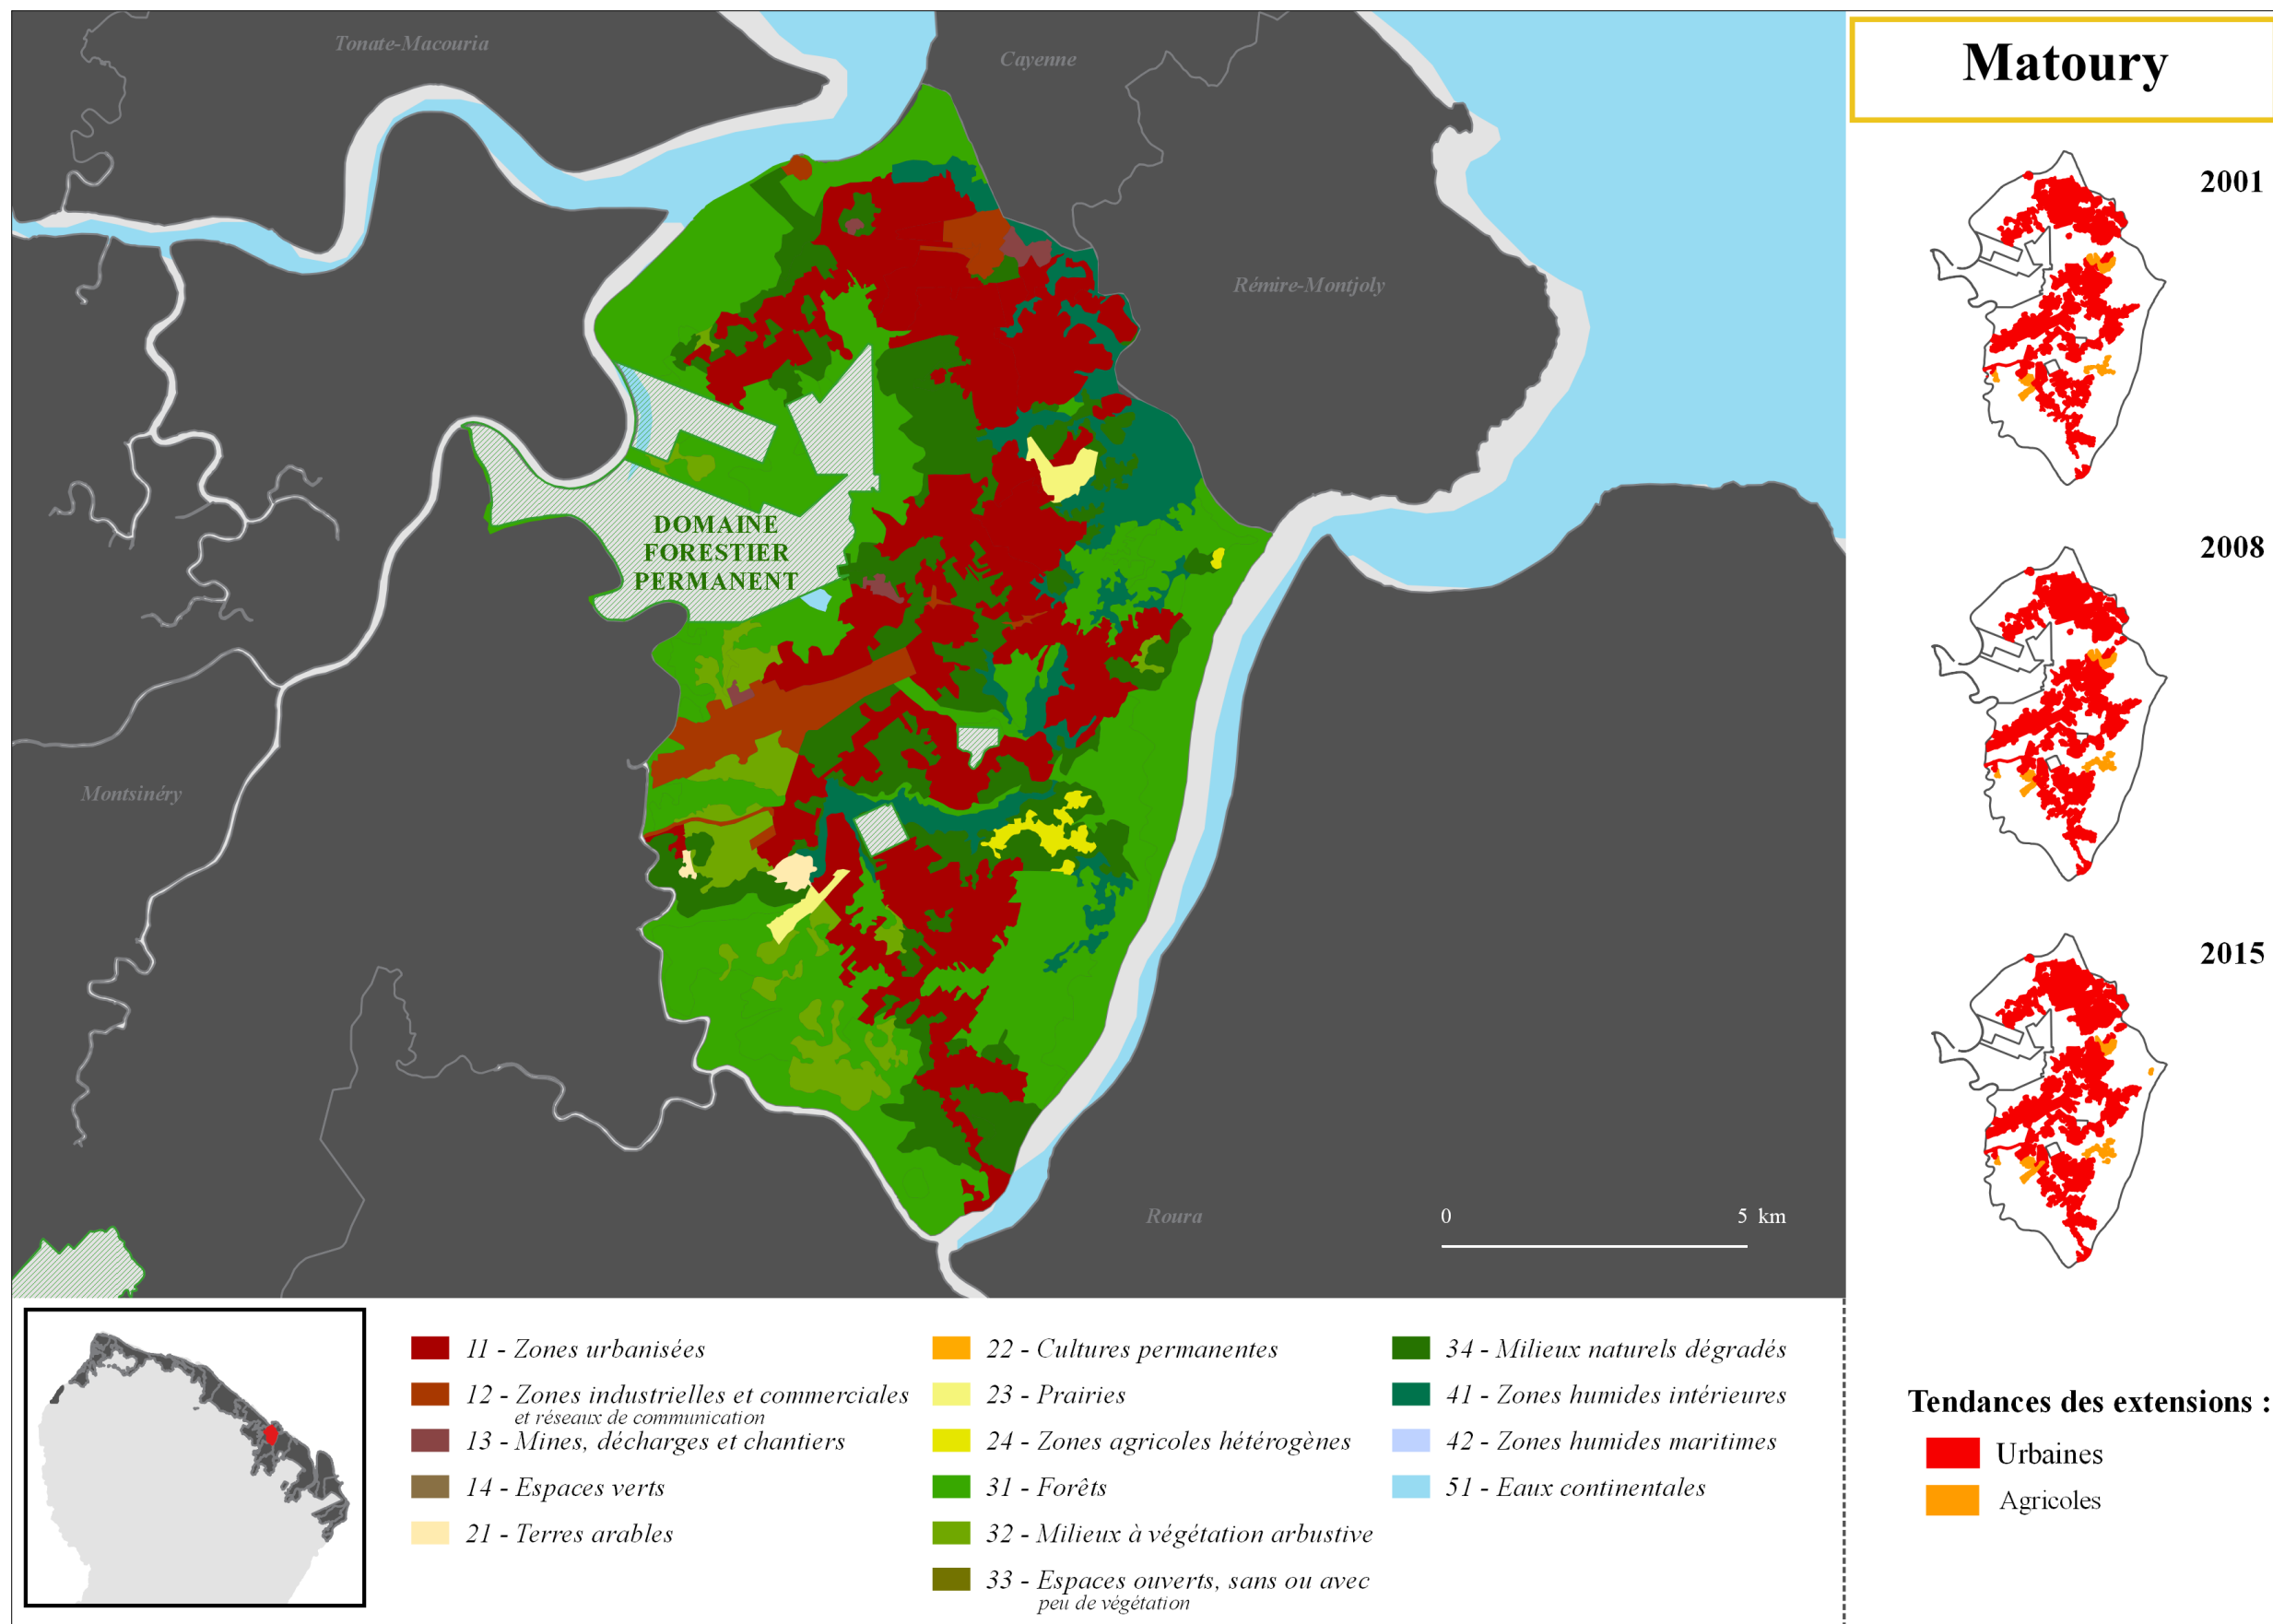 Matoury
Tonate-Macouria
Cayenne
Rémire-Montjoly
Montsinéry
Roura
DOMAINE
FORESTIER
PERMANENT
0
5 km
2001
2008
2015
11 - Zones urbanisées
12 - Zones industrielles et commerciales
et réseaux de communication
13 - Mines, décharges et chantiers
14 - Espaces verts
21 - Terres arables
22 - Cultures permanentes
23 - Prairies
24 - Zones agricoles hétérogènes
31 - Forêts
32 - Milieux à végétation arbustive
33 - Espaces ouverts, sans ou avec
peu de végétation
34 - Milieux naturels dégradés
41 - Zones humides intérieures
42 - Zones humides maritimes
51 - Eaux continentales
Tendances des extensions :
Urbaines
Agricoles